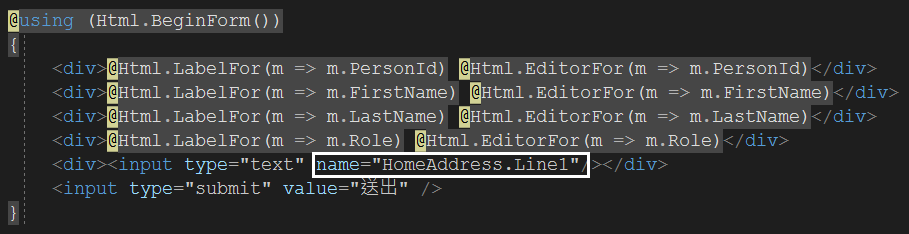 @using (Html.BeginForm())
{
<div>@Html.LabelFor(m => m.PersonId) @Html.EditorFor(m => m.PersonId)</div>
<div>@Html.LabelFor(m => m.FirstName) @Html.EditorFor(m => m.FirstName)</div>
<div>@Html.LabelFor(m => m.LastName) @Html.EditorFor(m => m.LastName)</div>
<div>@Html.LabelFor(m => m.Role) @Html.EditorFor(m => m.Role)</div>
<div><input type="text" name="HomeAddress.Line1"/></div>
<input type="submit" value="送出" />
}